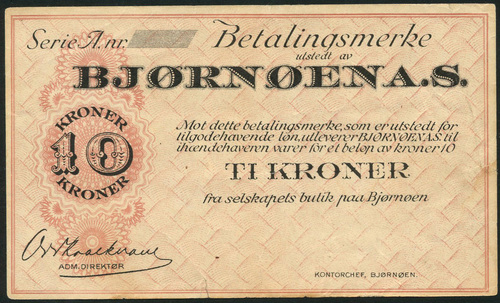 Serie A. nr. Betalingsmerke
utstedt av
BJØRNØEN A.S.
Mot dette betalingsmerke, som er utstedt for
tilgodehavende løn, utleverer BJØRNØEN A.S. til
ihendehaveren varer for et beløp av kroner 10
TI KRONER
fra selskapets butik paa Bjørnøen
KRONER
10
KRONER
ADM. DIREKTØR
KONTORCHEF, BJØRNØEN.